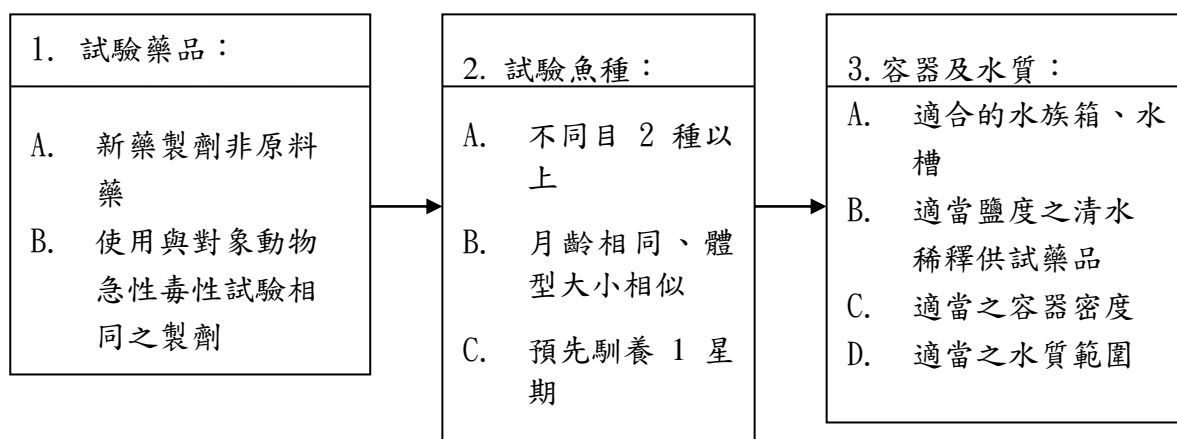 1. 試驗藥品：
A. 新藥製劑非原料
藥
B. 使用與對象動物
急性毒性試驗相
同之製劑
2. 試驗魚種：
A. 不同目 2 種以
上
B. 月齡相同、體
型大小相似
C. 預先馴養 1 星
期
3. 容器及水質：
A. 適合的水族箱、水
槽
B. 適當鹽度之清水
稀釋供試藥品
C. 適當之容器密度
D. 適當之水質範圍